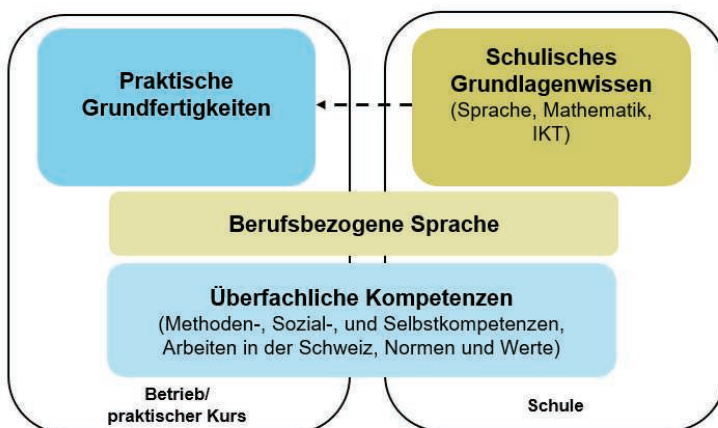 Praktische
Grundfertigkeiten
Schulisches
Grundlagenwissen
(Sprache, Mathematik,
IKT)
Berufsbezogene Sprache
Überfachliche Kompetenzen
(Methoden-, Sozial-, und Selbstkompetenzen,
Arbeiten in der Schweiz, Normen und Werte)
Betrieb/
praktischer Kurs
Schule